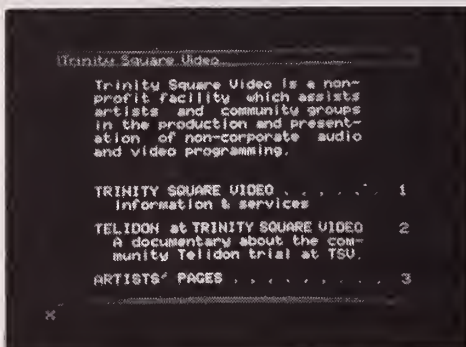 Trinity Square Video
Trinity Square Video is a non-
profit facility which assists
artists and community groups
in the production and present-
ation of non-corporate audio
and video programming.
TRINITY SQUARE VIDEO . . . . . . 1
information & services
TELIDON at TRINITY SQUARE VIDEO 2
A documentary about the com-
munity Telidon trial at TSV.
ARTISTS' PAGES . . . . . . . . . 3
×